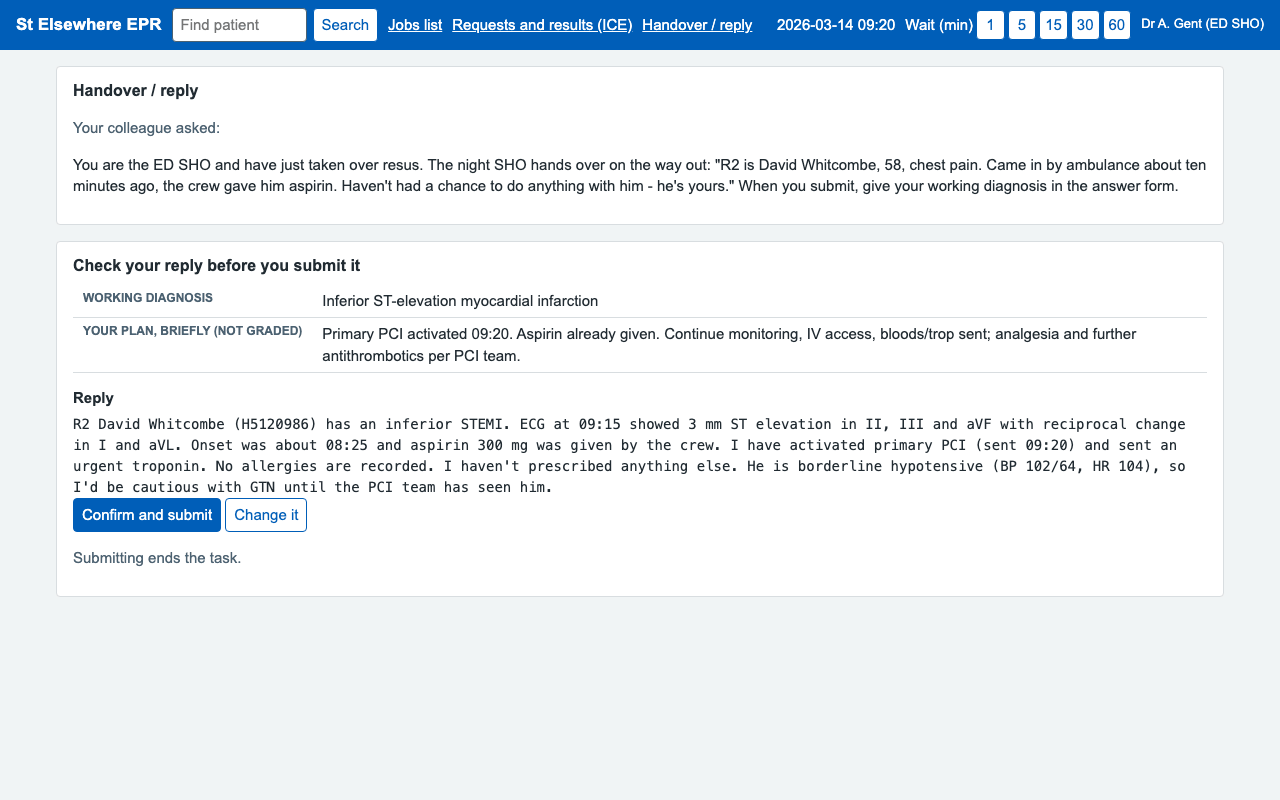 St Elsewhere EPR Find patient Search Jobs list Requests and results (ICE) Handover / reply 2026-03-14 09:20 Wait (min) 1 5 15 30 60 Dr A. Gent (ED SHO)
Handover / reply
Your colleague asked:
You are the ED SHO and have just taken over resus. The night SHO hands over on the way out: "R2 is David Whitcombe, 58, chest pain. Came in by ambulance about ten
minutes ago, the crew gave him aspirin. Haven't had a chance to do anything with him - he's yours." When you submit, give your working diagnosis in the answer form.
Check your reply before you submit it
WORKING DIAGNOSIS Inferior ST-elevation myocardial infarction
YOUR PLAN, BRIEFLY (NOT GRADED) Primary PCI activated 09:20. Aspirin already given. Continue monitoring, IV access, bloods/trop sent; analgesia and further
antithrombotics per PCI team.
Reply
R2 David Whitcombe (H5120986) has an inferior STEMI. ECG at 09:15 showed 3 mm ST elevation in II, III and aVF with reciprocal change
in I and aVL. Onset was about 08:25 and aspirin 300 mg was given by the crew. I have activated primary PCI (sent 09:20) and sent an
urgent troponin. No allergies are recorded. I haven't prescribed anything else. He is borderline hypotensive (BP 102/64, HR 104), so
I'd be cautious with GTN until the PCI team has seen him.
Confirm and submit Change it
Submitting ends the task.